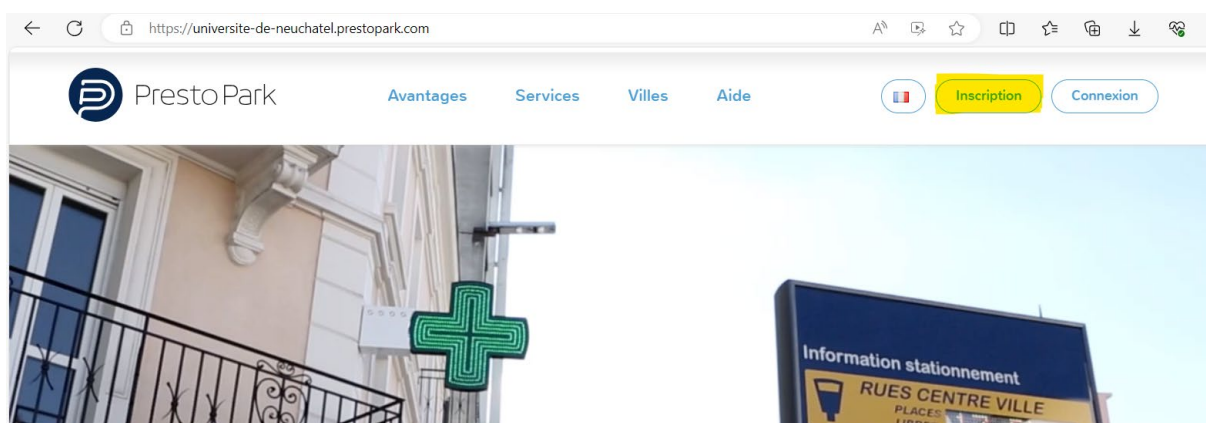 https://universite-de-neuchatel.prestopark.com
Presto Park
Avantages Services Villes Aide
Inscription Connexion
Information stationnement
RUES CENTRE VILLE
PLACES